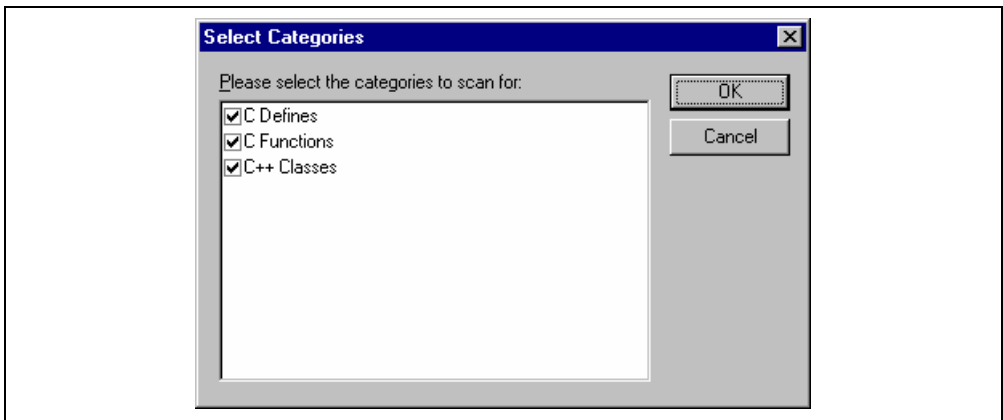 Select Categories
Please select the categories to scan for:
OK
C Defines
C Functions
Cancel
C++ Classes